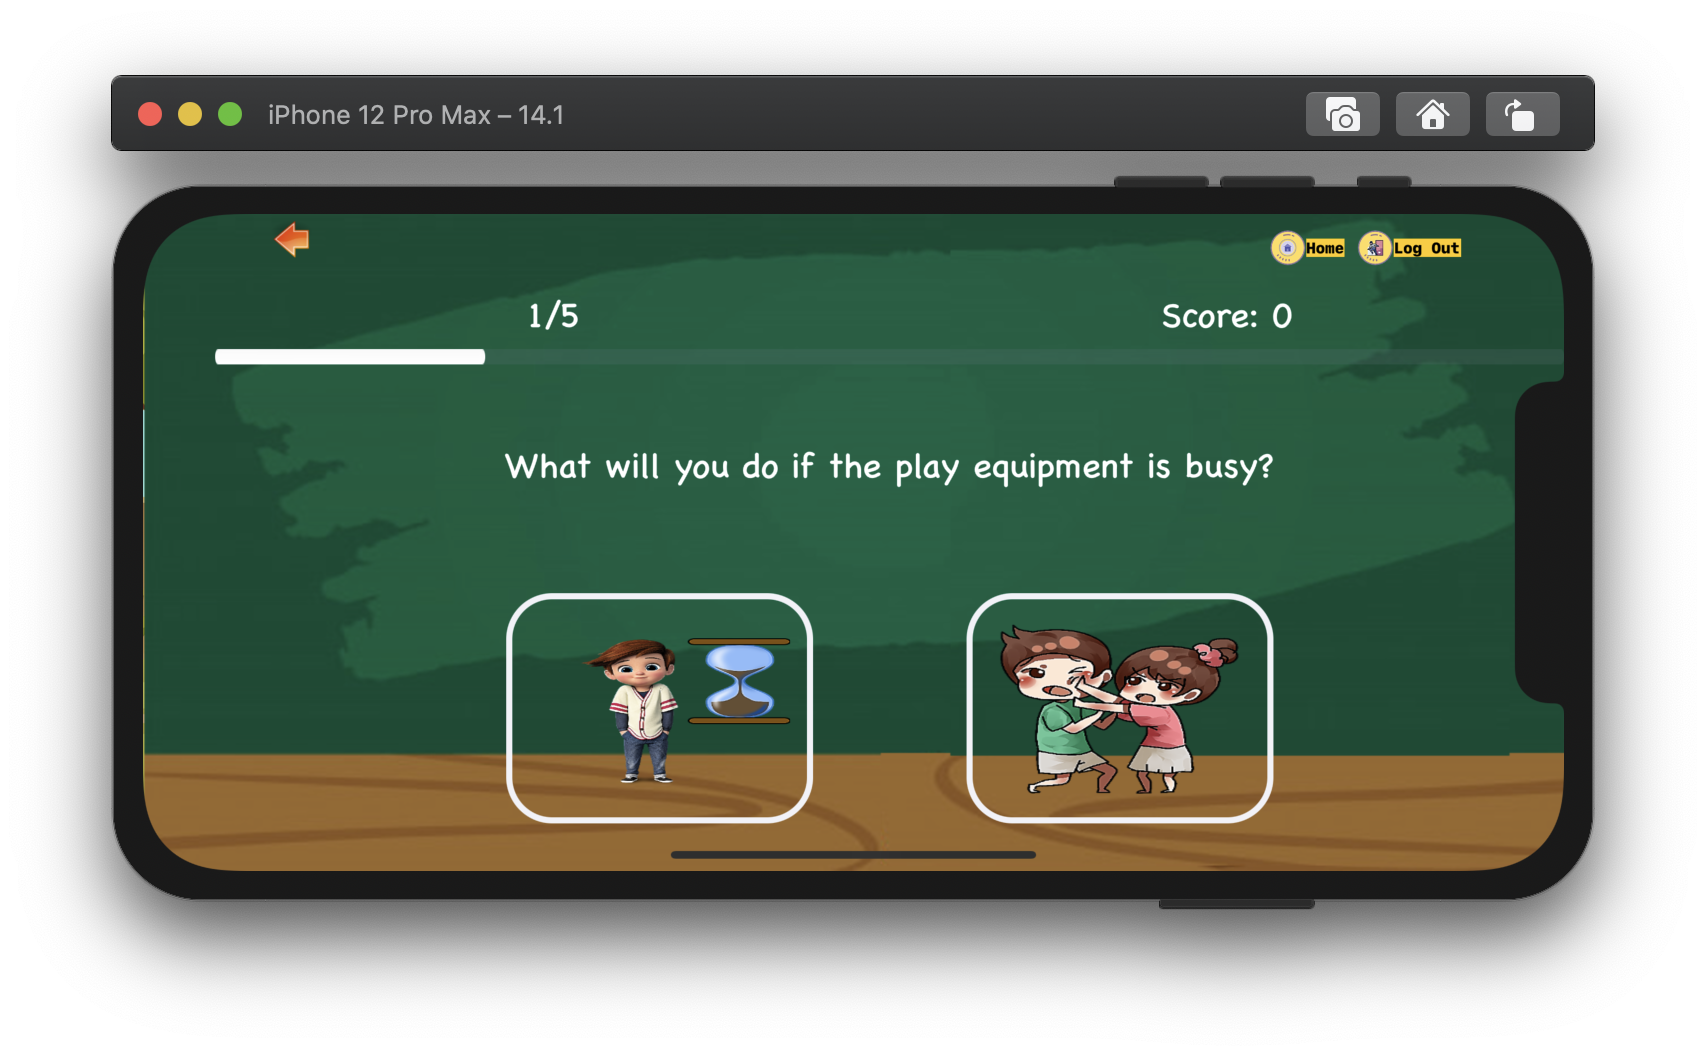 iPhone 12 Pro Max – 14.1
Home Log Out
1/5 Score: 0
What will you do if the play equipment is busy?